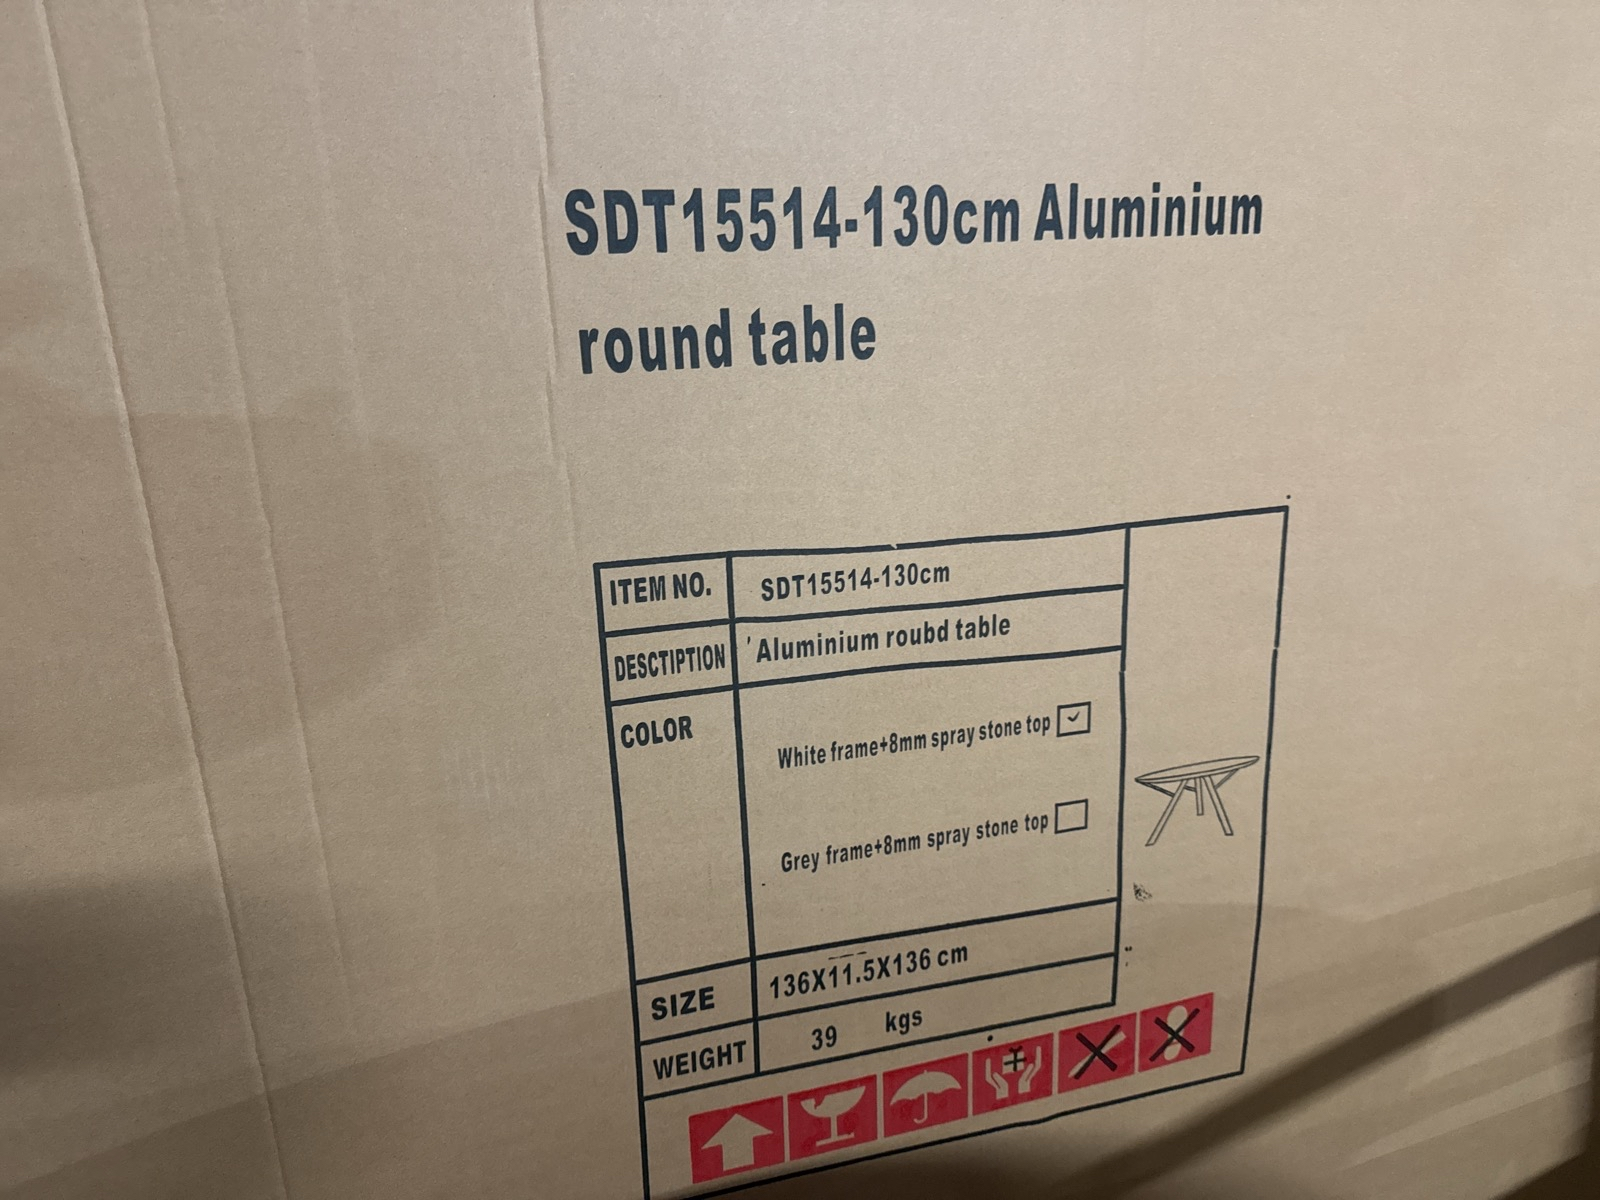 SDT15514-130cm Aluminium
round table
ITEM NO. SDT15514-130cm
DESCTIPTION 'Aluminium roubd table
COLOR
White frame+8mm spray stone top
Grey frame+8mm spray stone top
SIZE 136X11.5X136 cm
WEIGHT 39 kgs